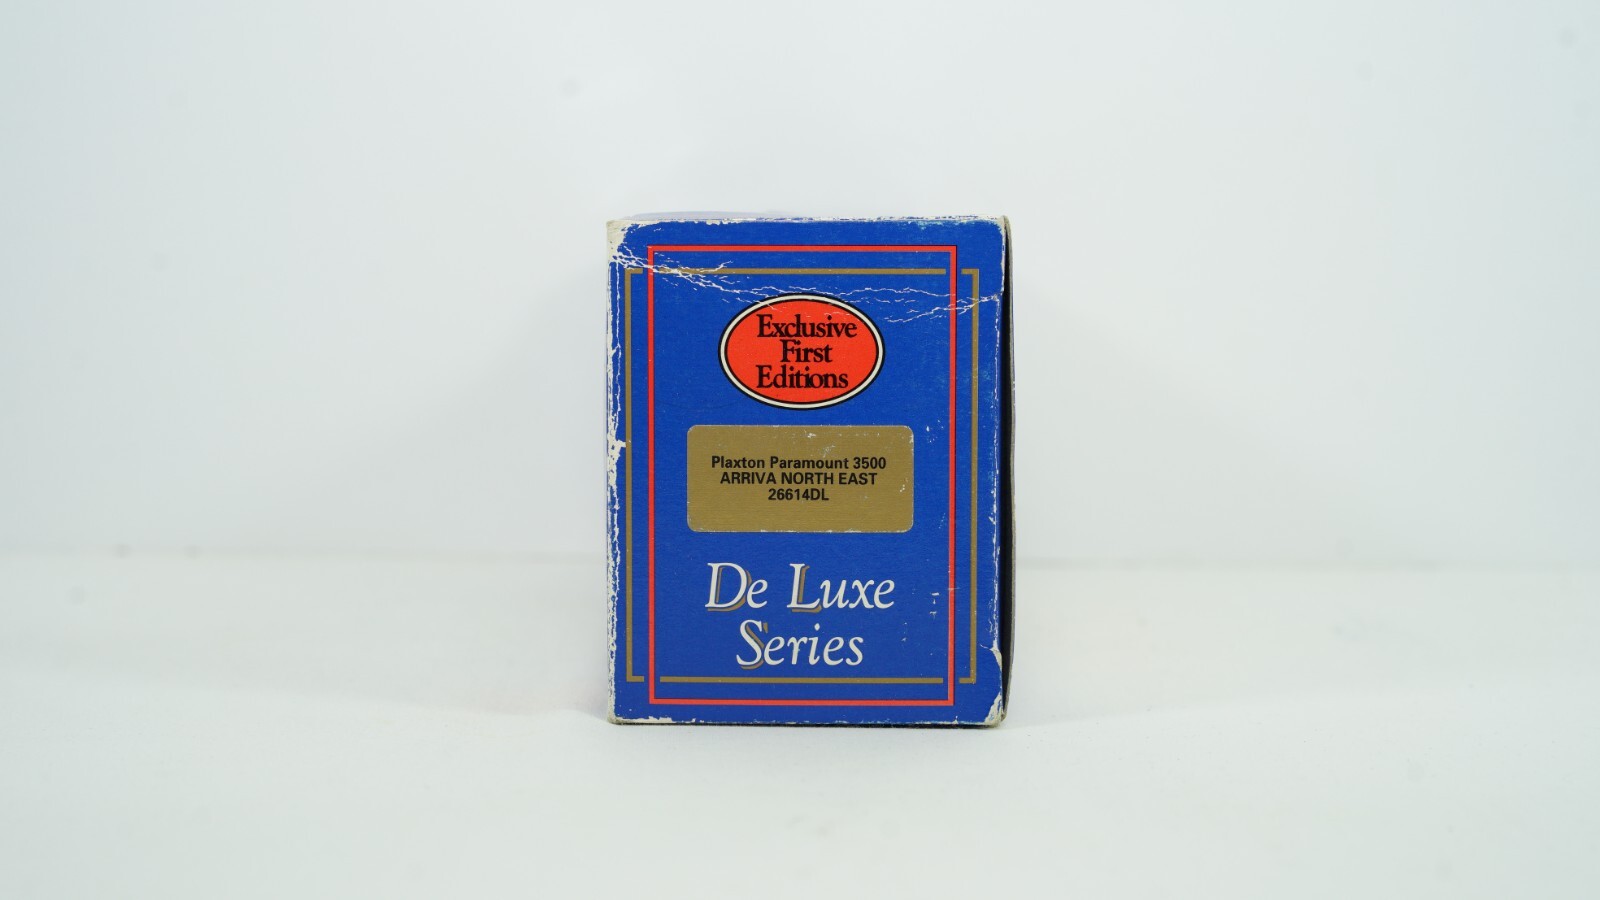 Exclusive
First
Editions
Plaxton Paramount 3500
ARRIVA NORTH EAST
26614DL
De Luxe
Series